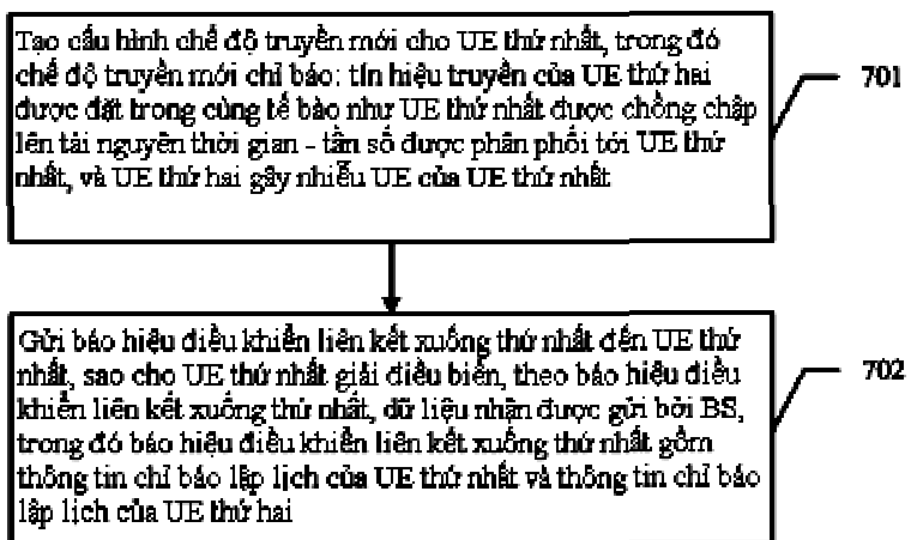 Tạo cấu hình chế độ truyền mới cho UE thứ nhất, trong đó
chế độ truyền mới chỉ báo: tín hiệu truyền của UE thứ hai
được đặt trong cùng tế bào như UE thứ nhất được chồng chập
lên tài nguyên thời gian - tần số được phân phối tới UE thứ
nhất, và UE thứ hai gây nhiễu UE của UE thứ nhất
701
Gửi báo hiệu điều khiển liên kết xuống thứ nhất đến UE thứ
nhất, sao cho UE thứ nhất giải điều biến, theo báo hiệu điều
khiển liên kết xuống thứ nhất, dữ liệu nhận được gửi bởi BS,
trong đó báo hiệu điều khiển liên kết xuống thứ nhất gồm
thông tin chỉ báo lập lịch của UE thứ nhất và thông tin chỉ báo
lập lịch của UE thứ hai
702